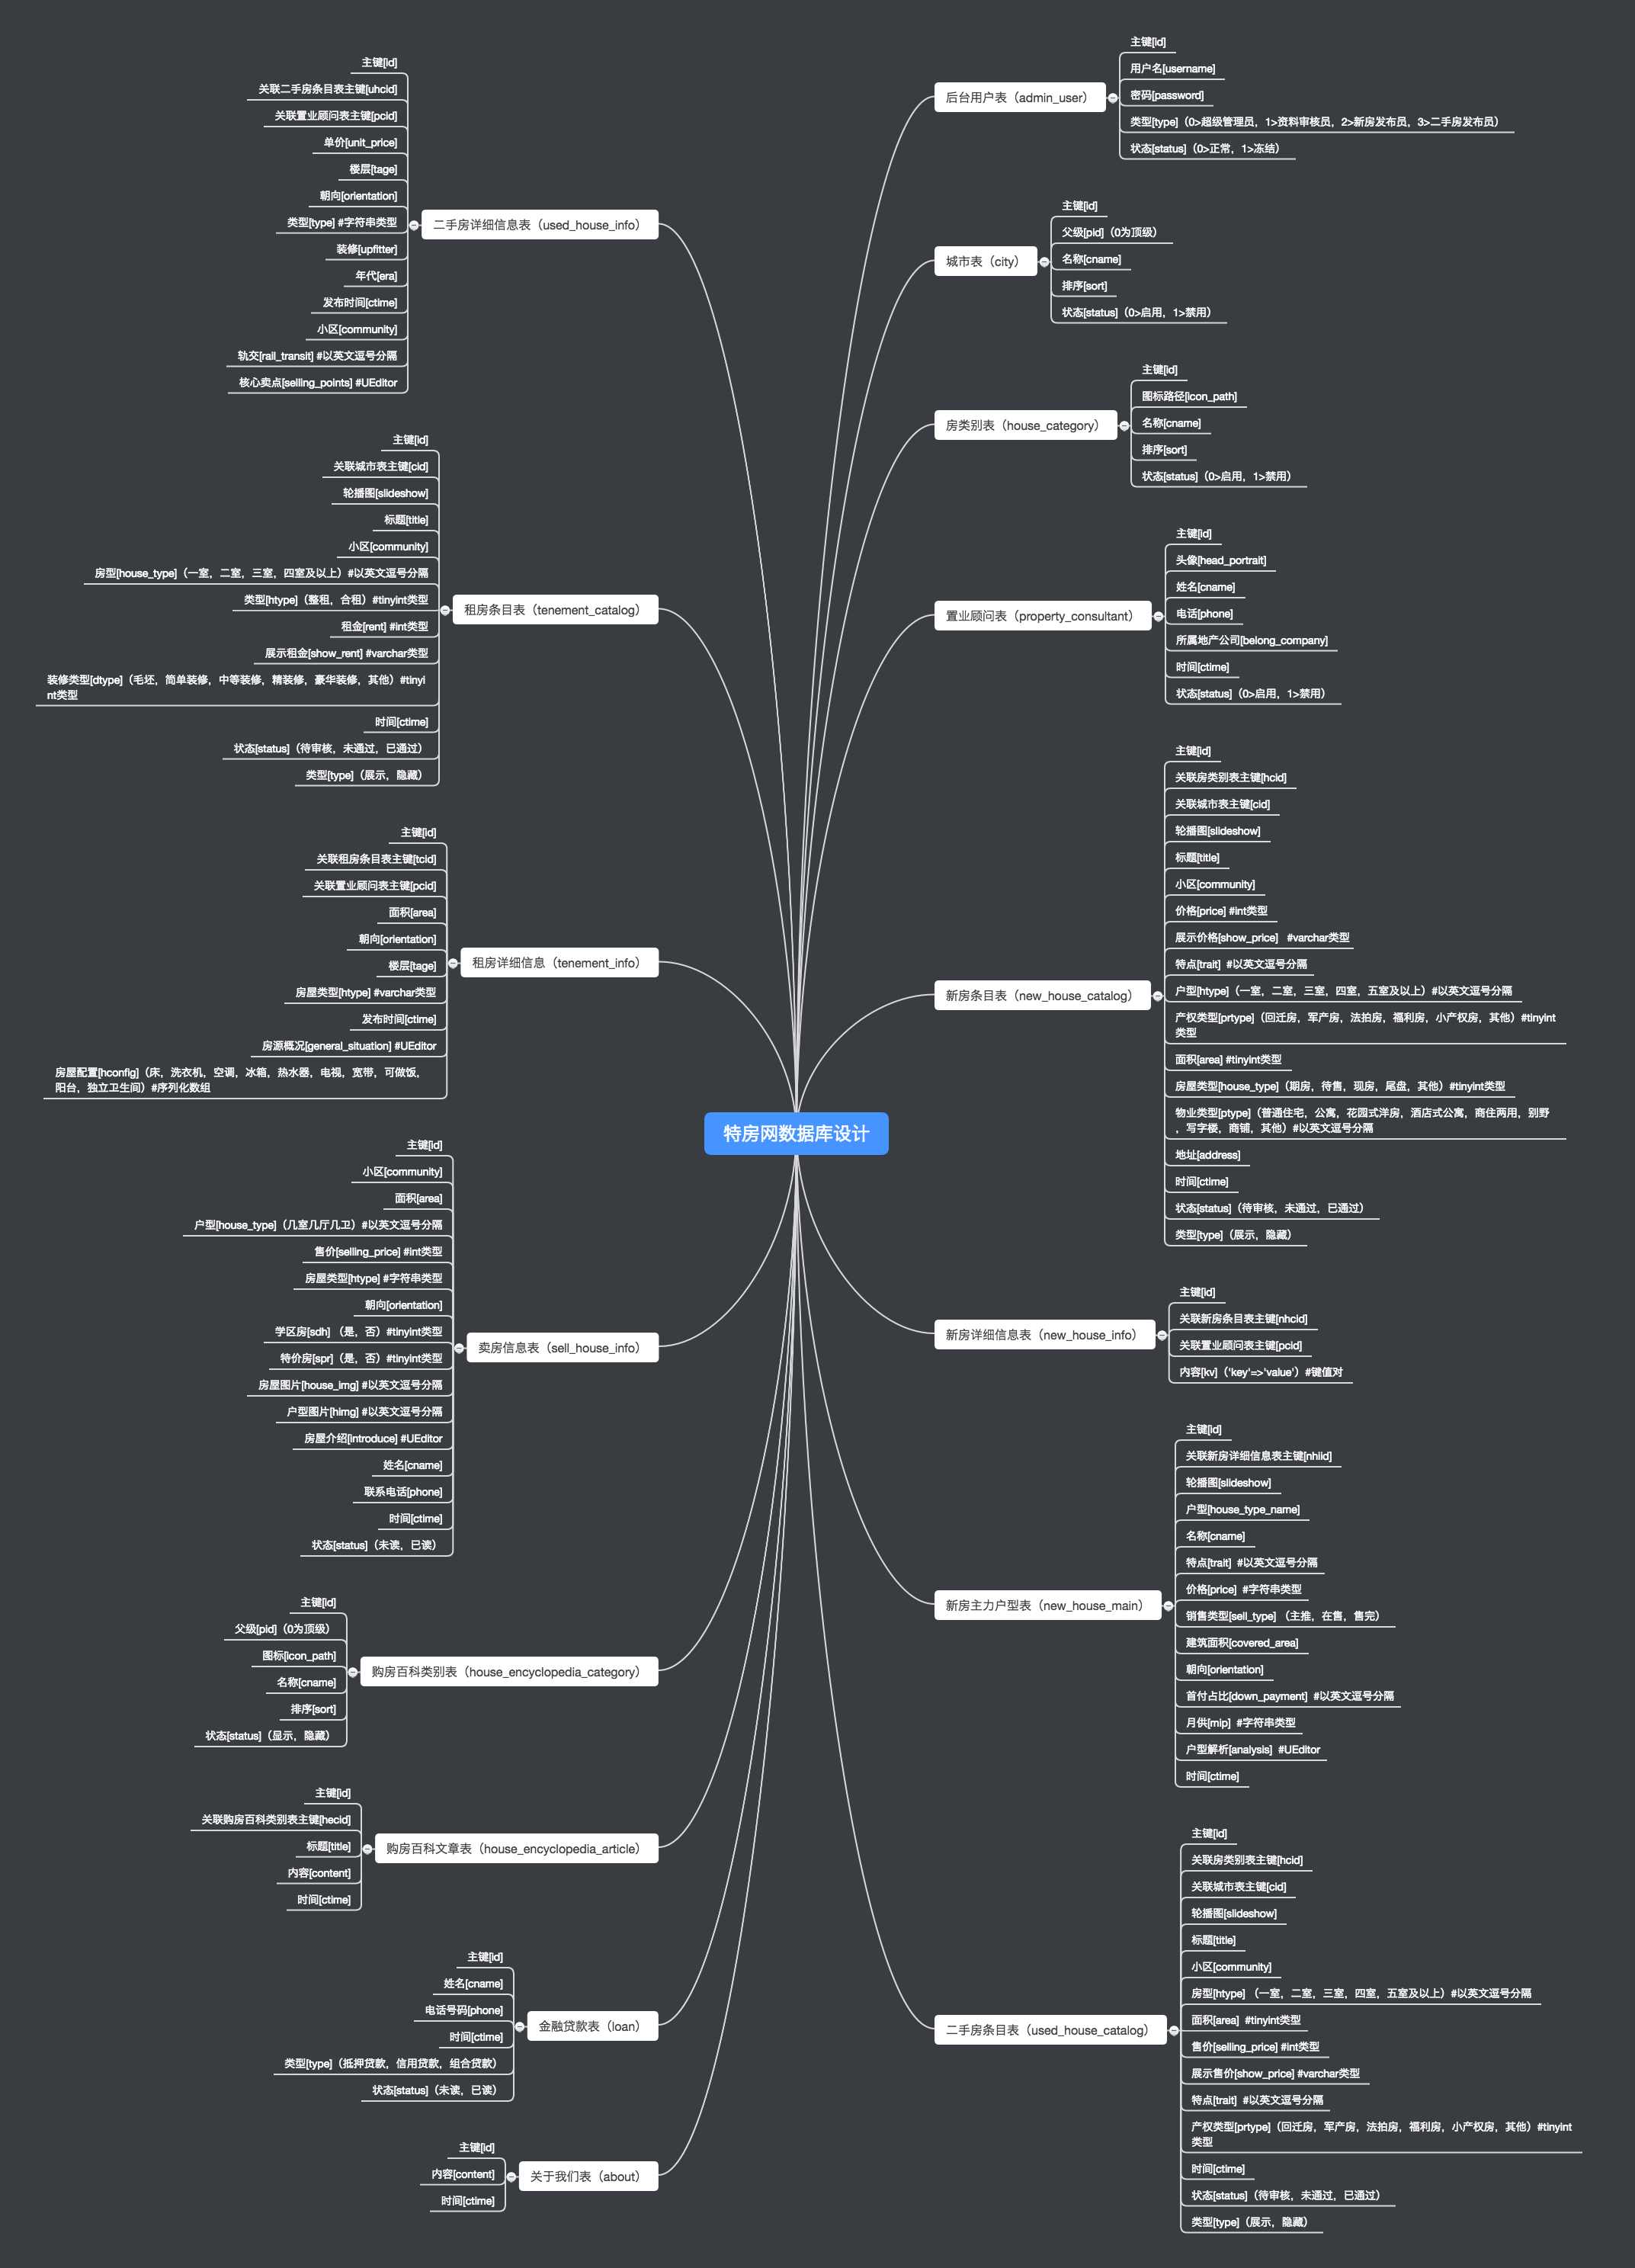 特房网数据库设计
后台用户表（admin_user）
主键[id]
用户名[username]
密码[password]
类型[type]（0>超级管理员，1>资料审核员，2>新房发布员，3>二手房发布员）
状态[status]（0>正常，1>冻结）
城市表（city）
主键[id]
父级[pid]（0为顶级）
名称[cname]
排序[sort]
状态[status]（0>启用，1>禁用）
房类别表（house_category）
主键[id]
图标路径[icon_path]
名称[cname]
排序[sort]
状态[status]（0>启用，1>禁用）
置业顾问表（property_consultant）
主键[id]
头像[head_portrait]
姓名[cname]
电话[phone]
所属地产公司[belong_company]
时间[ctime]
状态[status]（0>启用，1>禁用）
新房条目表（new_house_catalog）
主键[id]
关联房类别表主键[hcid]
关联城市表主键[cid]
轮播图[slideshow]
标题[title]
小区[community]
价格[price] #int类型
展示价格[show_price]   #varchar类型
特点[trait]  #以英文逗号分隔
户型[htype]（一室，二室，三室，四室，五室及以上）#以英文逗号分隔
产权类型[prtype]（回迁房，军产房，法拍房，福利房，小产权房，其他）#tinyint
类型
面积[area] #tinyint类型
房屋类型[house_type]（期房，待售，现房，尾盘，其他）#tinyint类型
物业类型[ptype]（普通住宅，公寓，花园式洋房，酒店式公寓，商住两用，别野
，写字楼，商铺，其他）#以英文逗号分隔
地址[address]
时间[ctime]
状态[status]（待审核，未通过，已通过）
类型[type]（展示，隐藏）
新房详细信息表（new_house_info）
主键[id]
关联新房条目表主键[nhcid]
关联置业顾问表主键[pcid]
内容[kv]（'key'=>'value'）#键值对
新房主力户型表（new_house_main）
主键[id]
关联新房详细信息表主键[nhiid]
轮播图[slideshow]
户型[house_type_name]
名称[cname]
特点[trait]  #以英文逗号分隔
价格[price]  #字符串类型
销售类型[sell_type] （主推，在售，售完）
建筑面积[covered_area]
朝向[orientation]
首付占比[down_payment]  #以英文逗号分隔
月供[mip]  #字符串类型
户型解析[analysis]  #UEditor
时间[ctime]
二手房条目表（used_house_catalog）
主键[id]
关联房类别表主键[hcid]
关联城市表主键[cid]
轮播图[slideshow]
标题[title]
小区[community]
房型[htype] （一室，二室，三室，四室，五室及以上）#以英文逗号分隔
面积[area]  #tinyint类型
售价[selling_price] #int类型
展示售价[show_price] #varchar类型
特点[trait]  #以英文逗号分隔
产权类型[prtype]（回迁房，军产房，法拍房，福利房，小产权房，其他）#tinyint
类型
时间[ctime]
状态[status]（待审核，未通过，已通过）
类型[type]（展示，隐藏）
二手房详细信息表（used_house_info）
主键[id]
关联二手房条目表主键[uhcid]
关联置业顾问表主键[pcid]
单价[unit_price]
楼层[tage]
朝向[orientation]
类型[type] #字符串类型
装修[upfitter]
年代[era]
发布时间[ctime]
小区[community]
轨交[rail_transit] #以英文逗号分隔
核心卖点[selling_points] #UEditor
租房条目表（tenement_catalog）
主键[id]
关联城市表主键[cid]
轮播图[slideshow]
标题[title]
小区[community]
房型[house_type]（一室，二室，三室，四室及以上）#以英文逗号分隔
类型[htype]（整租，合租）#tinyint类型
租金[rent] #int类型
展示租金[show_rent] #varchar类型
装修类型[dtype]（毛坯，简单装修，中等装修，精装修，豪华装修，其他）#tinyi
nt类型
时间[ctime]
状态[status]（待审核，未通过，已通过）
类型[type]（展示，隐藏）
租房详细信息（tenement_info）
主键[id]
关联租房条目表主键[tcid]
关联置业顾问表主键[pcid]
面积[area]
朝向[orientation]
楼层[tage]
房屋类型[htype] #varchar类型
发布时间[ctime]
房源概况[general_situation] #UEditor
房屋配置[hconfig]（床，洗衣机，空调，冰箱，热水器，电视，宽带，可做饭，
阳台，独立卫生间）#序列化数组
卖房信息表（sell_house_info）
主键[id]
小区[community]
面积[area]
户型[house_type]（几室几厅几卫）#以英文逗号分隔
售价[selling_price] #int类型
房屋类型[htype] #字符串类型
朝向[orientation]
学区房[sdh] （是，否）#tinyint类型
特价房[spr]（是，否）#tinyint类型
房屋图片[house_img] #以英文逗号分隔
户型图片[himg] #以英文逗号分隔
房屋介绍[introduce] #UEditor
姓名[cname]
联系电话[phone]
时间[ctime]
状态[status]（未读，已读）
购房百科类别表（house_encyclopedia_category）
主键[id]
父级[pid]（0为顶级）
图标[icon_path]
名称[cname]
排序[sort]
状态[status]（显示，隐藏）
购房百科文章表（house_encyclopedia_article）
主键[id]
关联购房百科类别表主键[hecid]
标题[title]
内容[content]
时间[ctime]
金融贷款表（loan）
主键[id]
姓名[cname]
电话号码[phone]
时间[ctime]
类型[type]（抵押贷款，信用贷款，组合贷款）
状态[status]（未读，已读）
关于我们表（about）
主键[id]
内容[content]
时间[ctime]